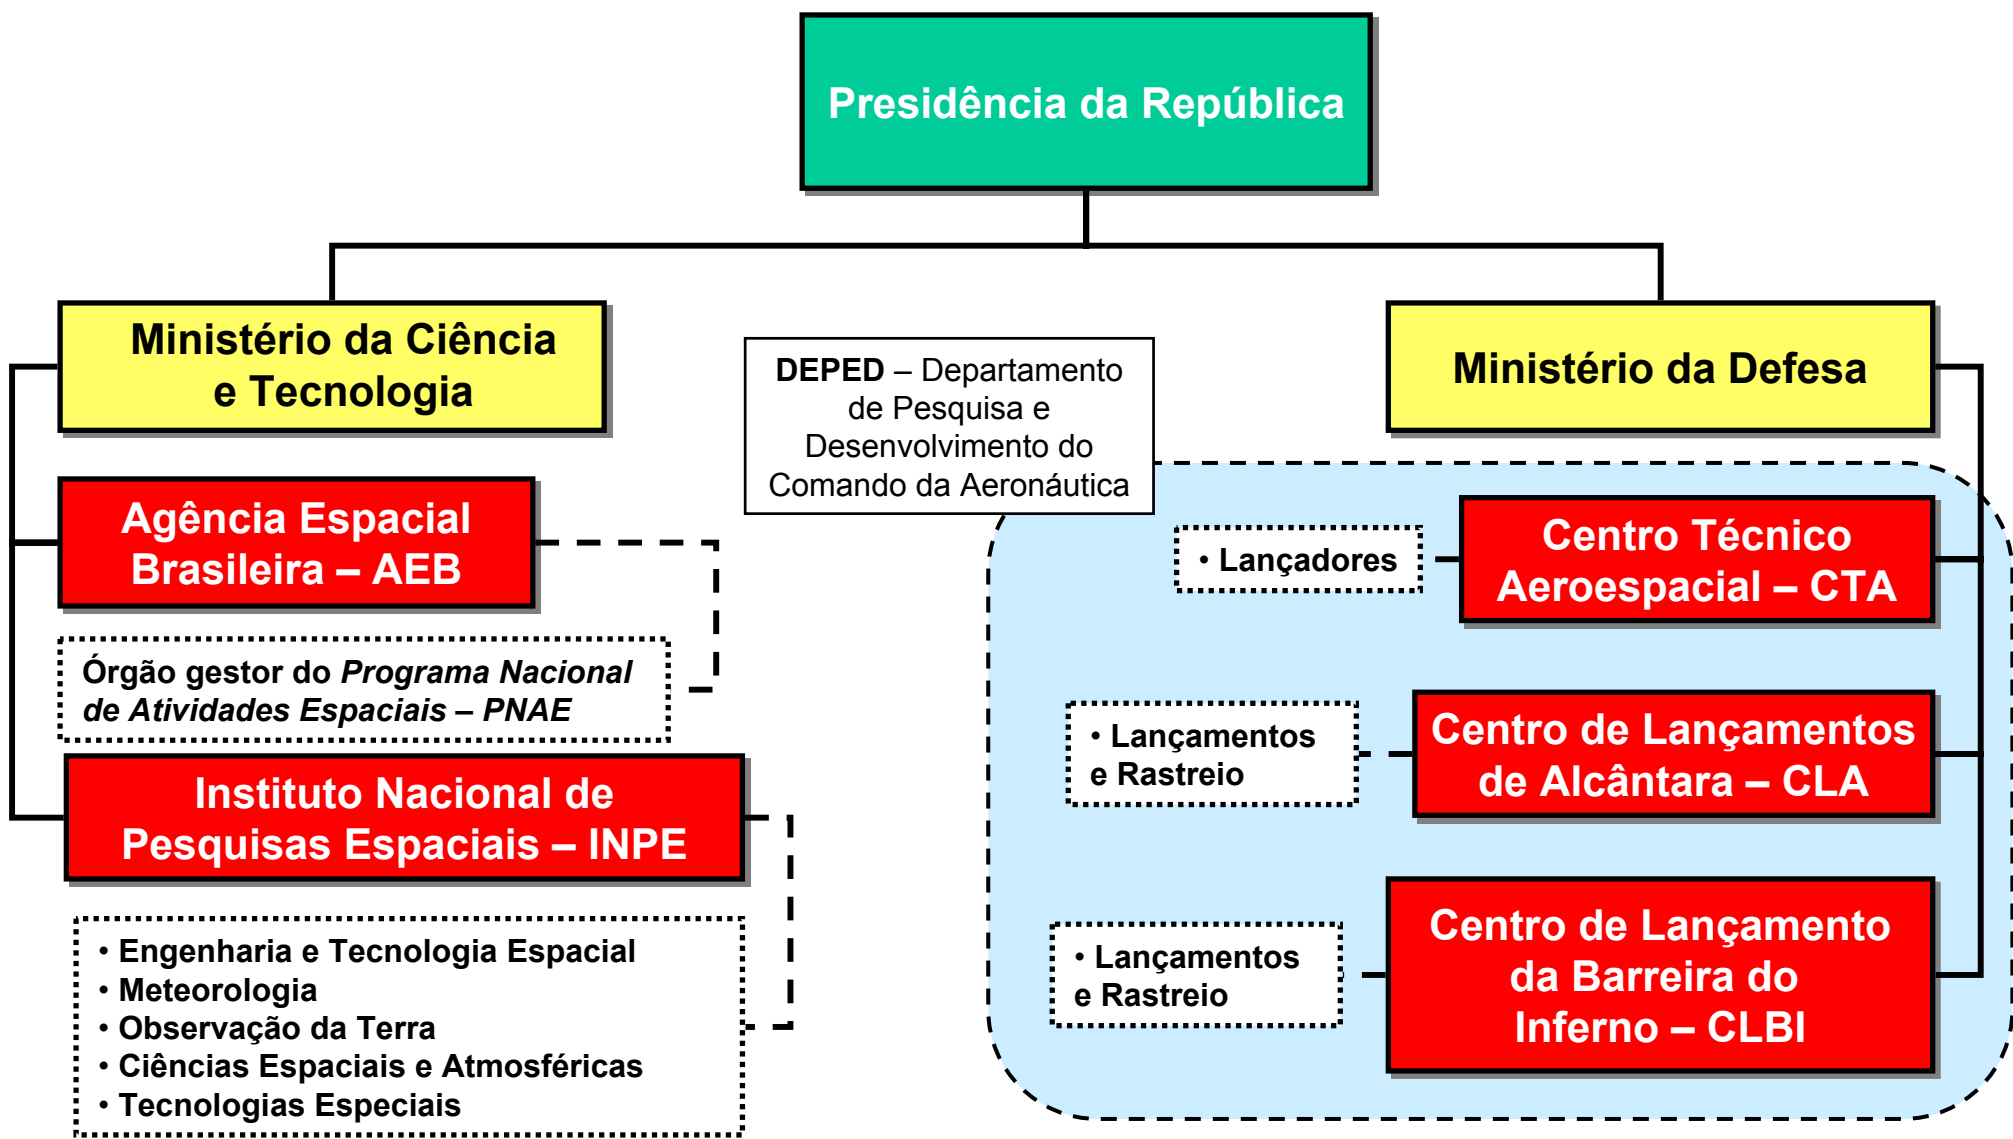 Presidência da República
Ministério da Ciência
e Tecnologia
DEPED – Departamento
de Pesquisa e
Desenvolvimento do
Comando da Aeronáutica
Ministério da Defesa
Agência Espacial
Brasileira – AEB
Órgão gestor do Programa Nacional
de Atividades Espaciais – PNAE
Instituto Nacional de
Pesquisas Espaciais – INPE
• Engenharia e Tecnologia Espacial
• Meteorologia
• Observação da Terra
• Ciências Espaciais e Atmosféricas
• Tecnologias Especiais
• Lançadores
Centro Técnico
Aeroespacial – CTA
• Lançamentos
e Rastreio
Centro de Lançamentos
de Alcântara – CLA
• Lançamentos
e Rastreio
Centro de Lançamento
da Barreira do
Inferno – CLBI